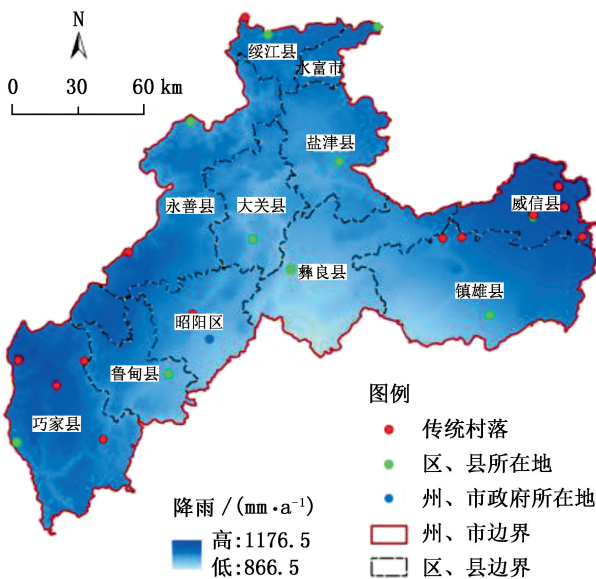 N
0 30 60 km
绥江县
水富市
盐津县
威信县
永善县
大关县
彝良县
镇雄县
昭阳区
鲁甸县
巧家县
图例
传统村落
区、县所在地
州、市政府所在地
州、市边界
区、县边界
降雨/(mm·a⁻¹)
高:1176.5
低:866.5